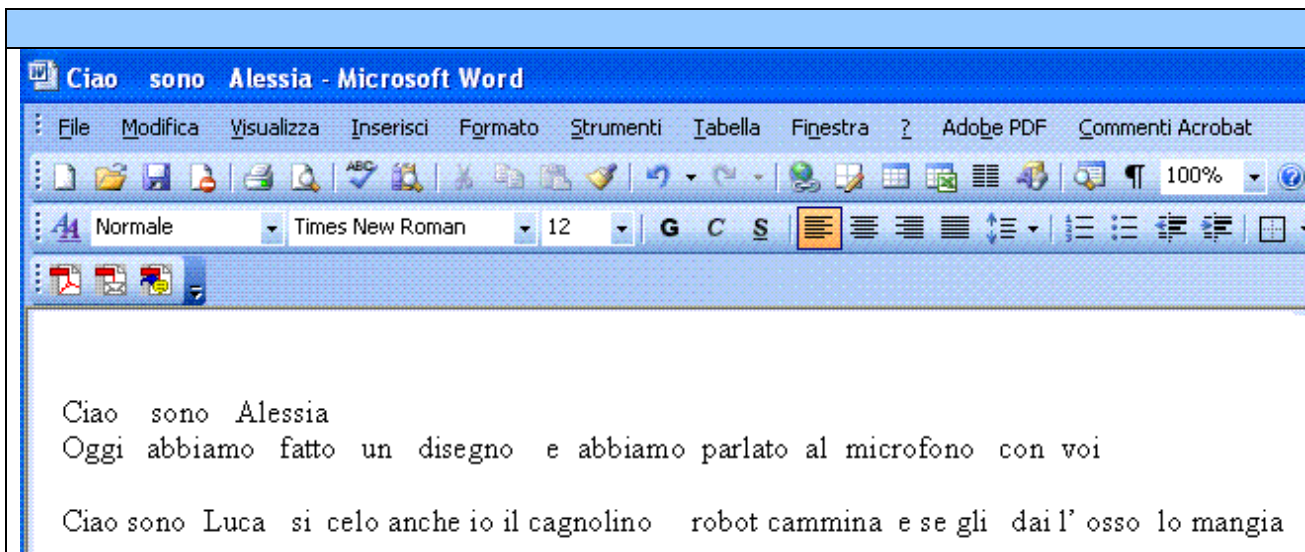 Ciao sono Alessia - Microsoft Word
File Modifica Visualizza Inserisci Formato Strumenti Tabella Finestra ? Adobe PDF Commenti Acrobat
ABC 100%
Normale Times New Roman 12 G C S
Ciao sono Alessia
Oggi abbiamo fatto un disegno e abbiamo parlato al microfono con voi
Ciao sono Luca si celo anche io il cagnolino robot cammina e se gli dai l' osso lo mangia